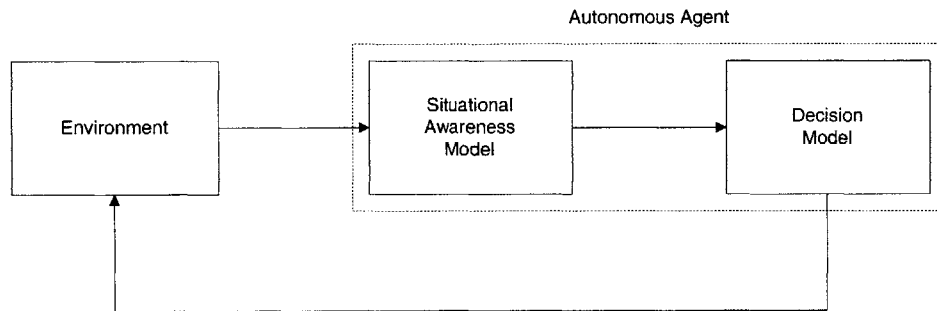 Autonomous Agent
Environment
Situational
Awareness
Model
Decision
Model